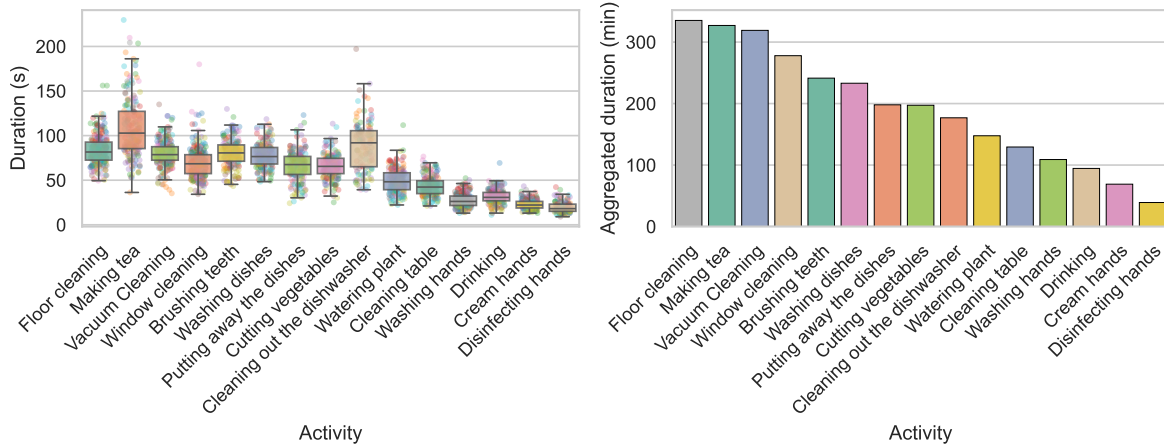 Duration (s)
200
150
100
50
0
Floor cleaning
Making tea
Vacuum Cleaning
Window cleaning
Brushing teeth
Washing dishes
Putting away the dishes
Cutting vegetables
Cleaning out the dishwasher
Watering plant
Cleaning table
Washing hands
Drinking
Cream hands
Disinfecting hands
Activity
Aggregated duration (min)
300
200
100
0
Floor cleaning
Making tea
Vacuum Cleaning
Window cleaning
Brushing teeth
Washing dishes
Putting away the dishes
Cutting vegetables
Cleaning out the dishwasher
Watering plant
Cleaning table
Washing hands
Drinking
Cream hands
Disinfecting hands
Activity